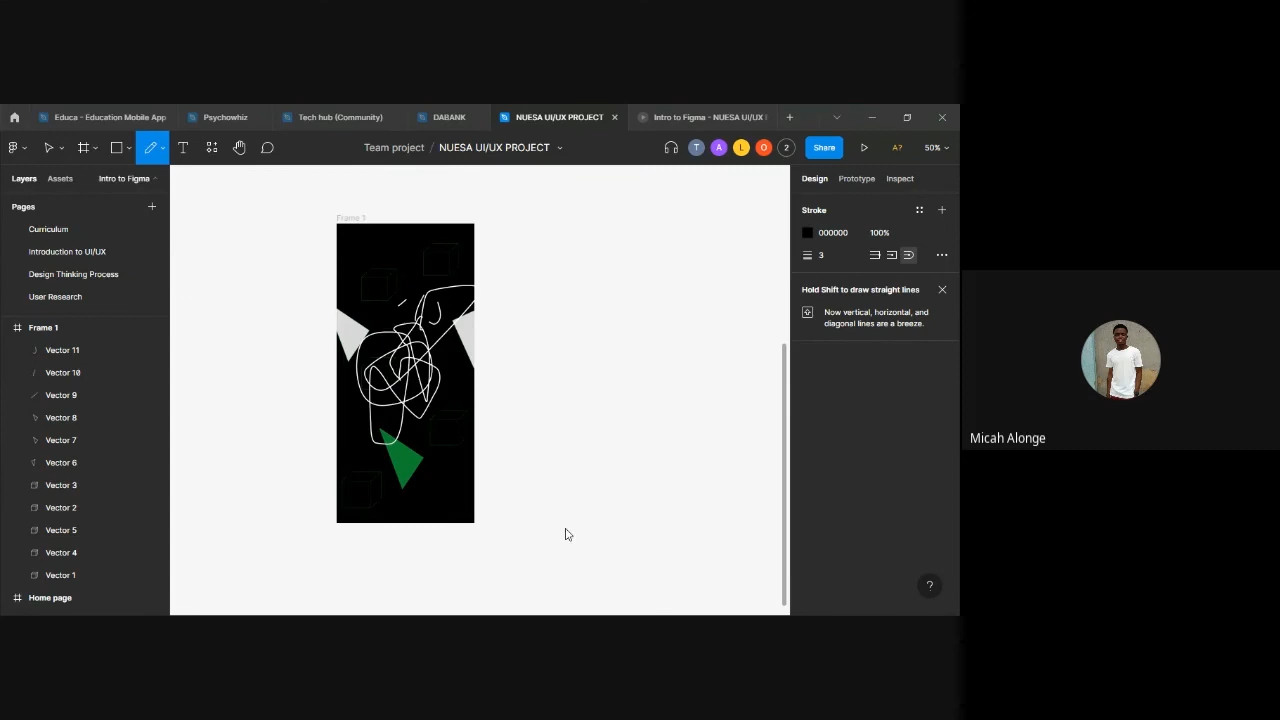 Educa - Education Mobile App
Psychowhiz
Tech hub (Community)
DABANK
NUESA UI/UX PROJECT
Intro to Figma - NUESA UI/UX
Team project / NUESA UI/UX PROJECT
T
A
L
O
2
Share
A?
50%
Layers
Assets
Intro to Figma
Design
Prototype
Inspect
Pages
Curriculum
Introduction to UI/UX
Design Thinking Process
User Research
Frame 1
Vector 11
Vector 10
Vector 9
Vector 8
Vector 7
Vector 6
Vector 3
Vector 2
Vector 5
Vector 4
Vector 1
Home page
Frame 3
Stroke
000000 100%
3
Hold Shift to draw straight lines
Now vertical, horizontal, and
diagonal lines are a breeze.
?
Micah Alonge